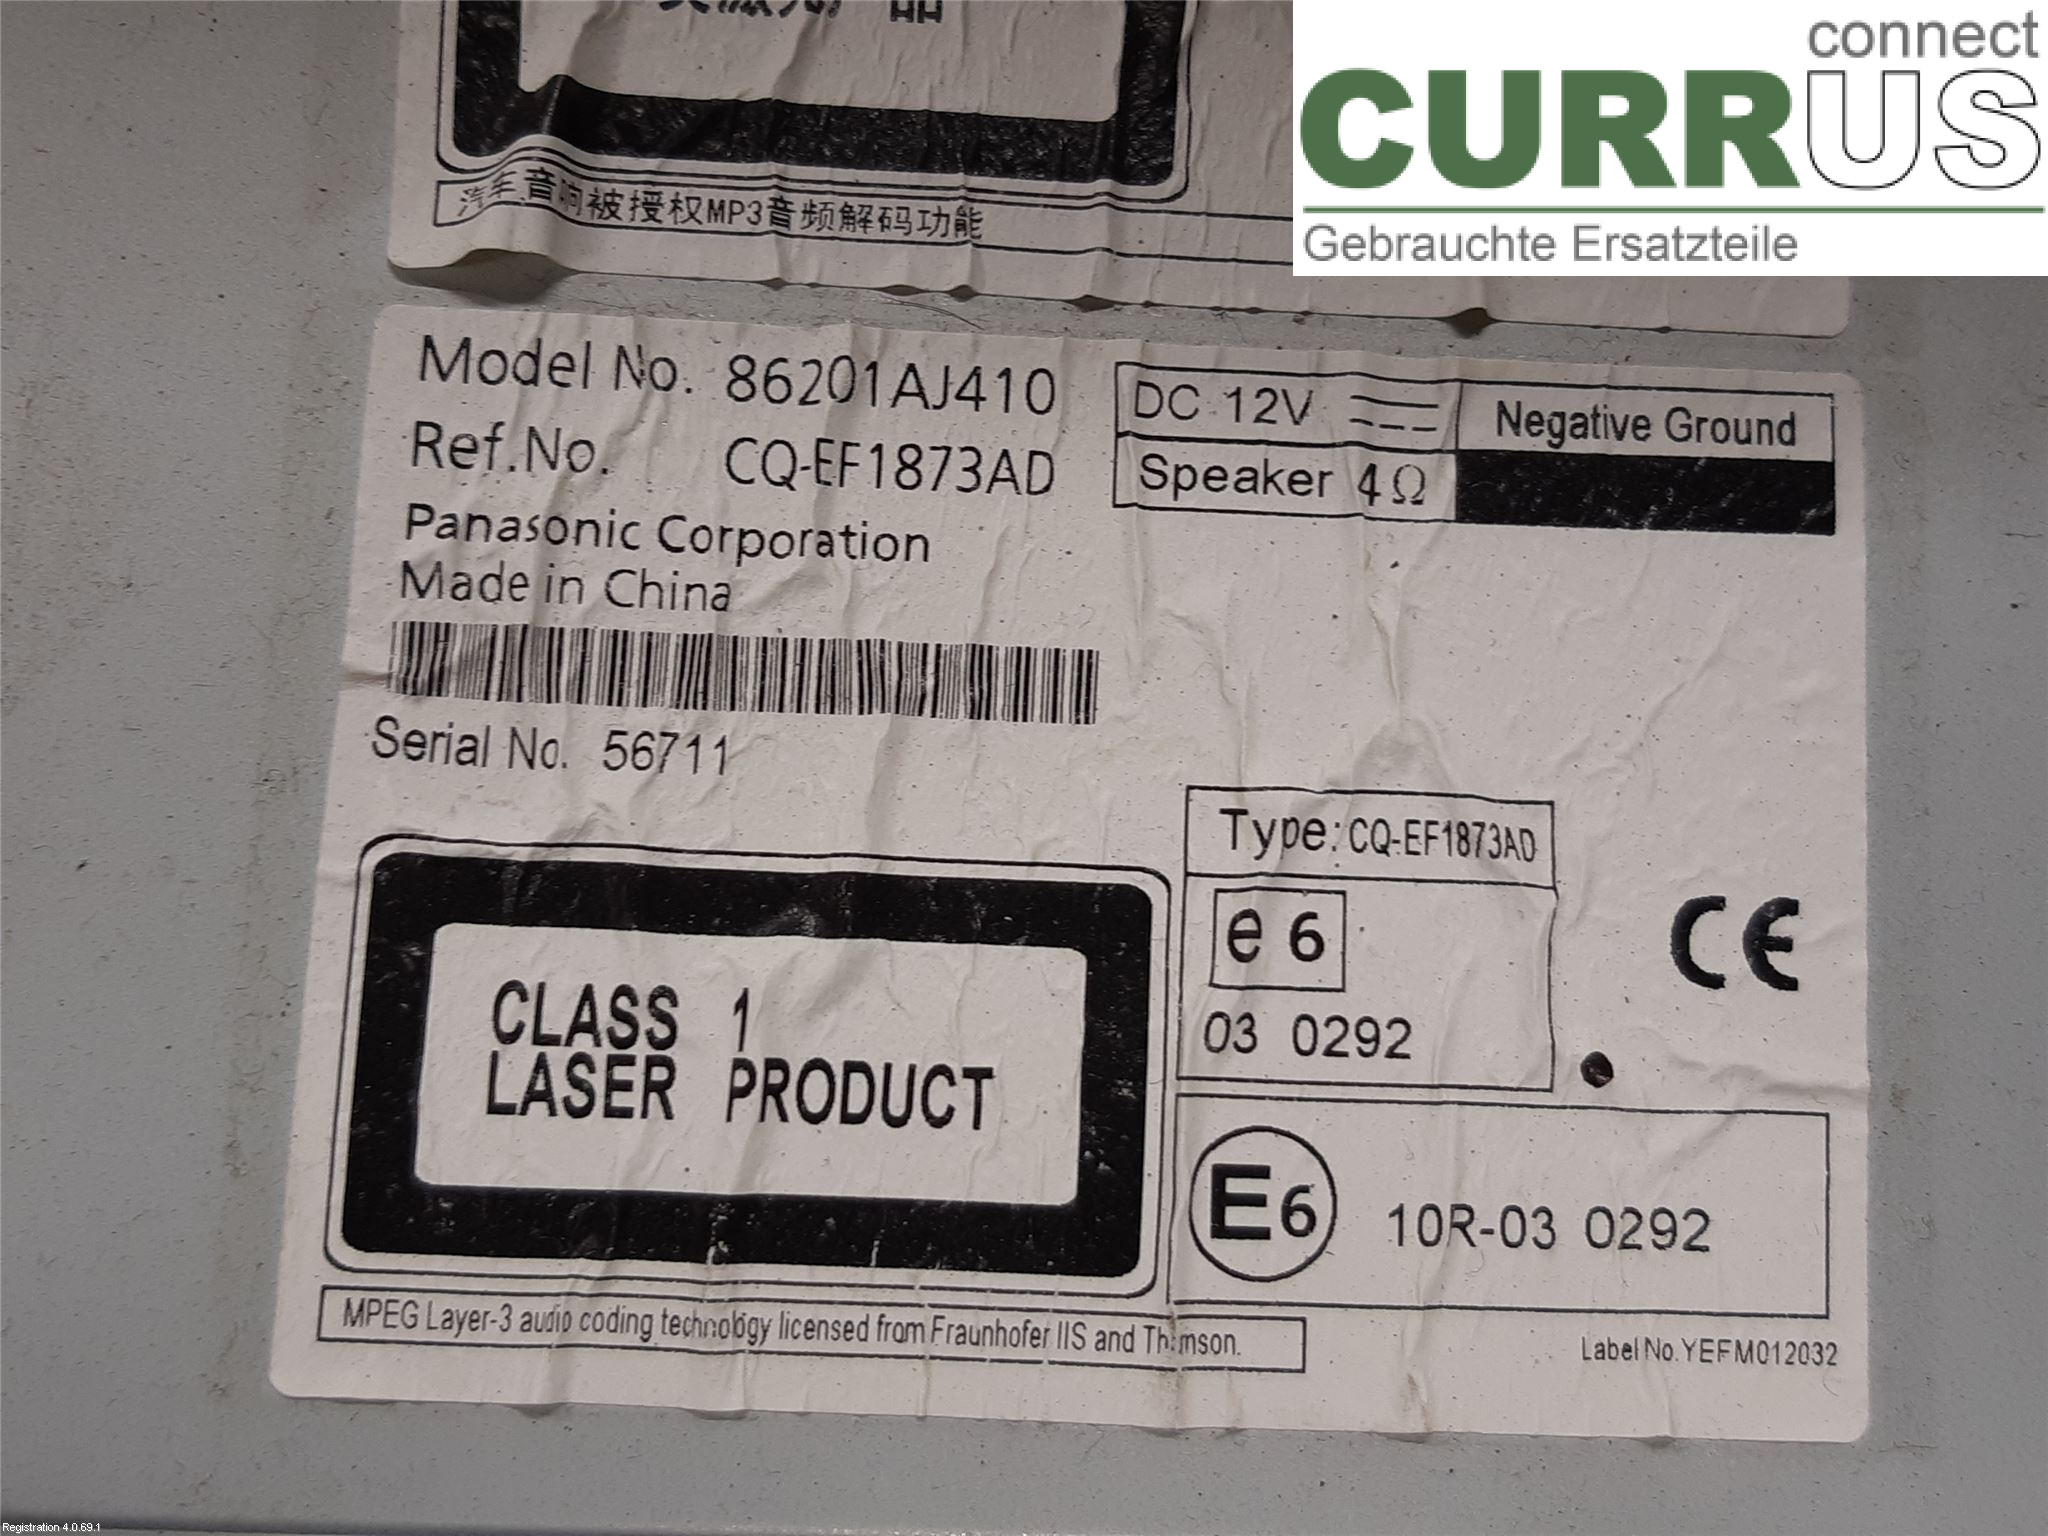 connect
CURRUS
Gebrauchte Ersatzteile
汽车音响被授权MP3音频解码功能
Model No. 86201AJ410
Ref.No. CQ-EF1873AD
Panasonic Corporation
Made in China
DC 12V
Negative Ground
Speaker 4Ω
Serial No. 56711
Type: CQ-EF1873AD
e 6
03 0292
CE
CLASS 1
LASER PRODUCT
E6
10R-03 0292
MPEG Layer-3 audio coding technology licensed from Fraunhofer IIS and Thomson.
Label No.YEFM012032
Registration 4.0.69.1